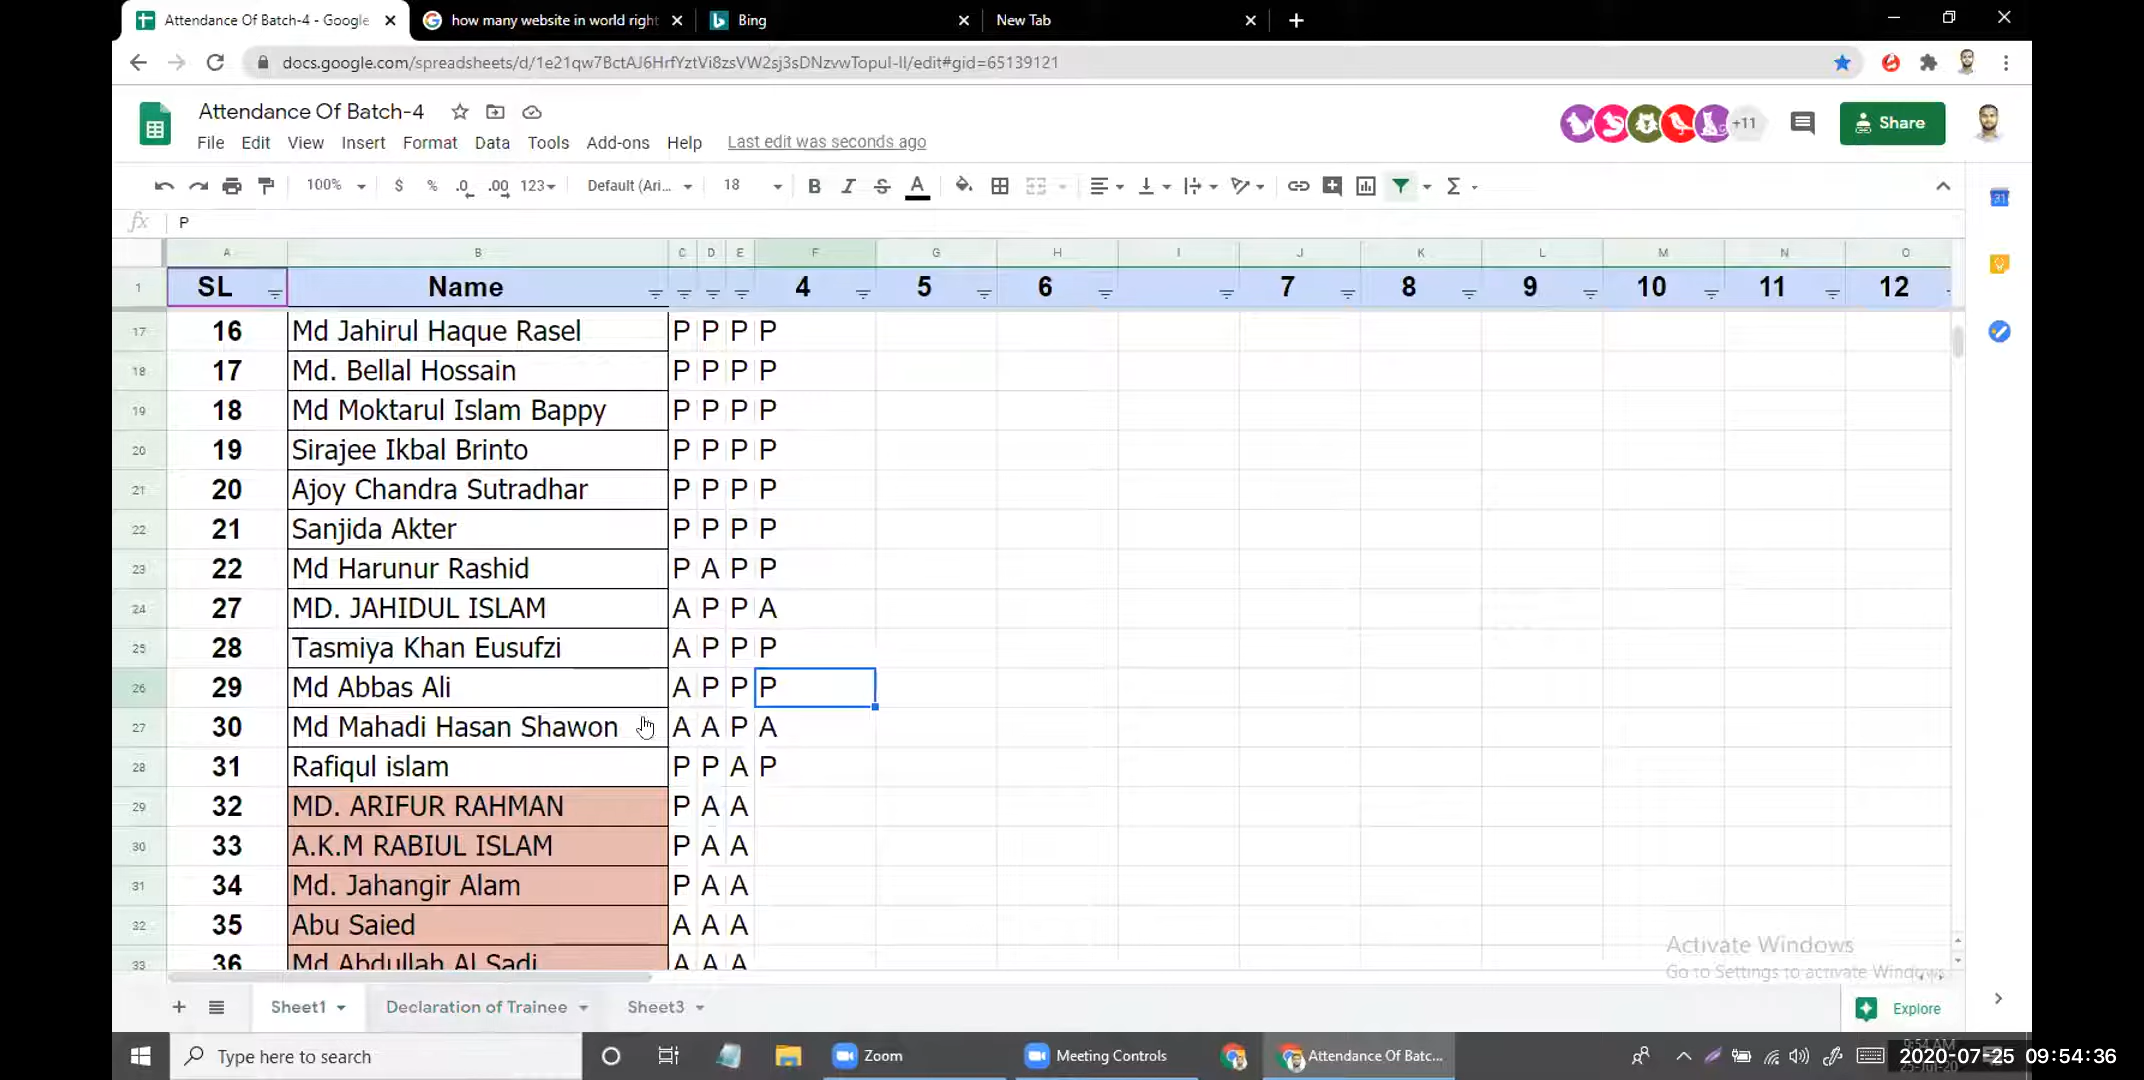 Attendance Of Batch-4 - Google
how many website in world right
Bing
New Tab
docs.google.com/spreadsheets/d/1e21qw7BctAJ6HrfYztVi8zsVW2sj3sDNzvwTopuI-lI/edit#gid=65139121
Attendance Of Batch-4
+11
Share
File Edit View Insert Format Data Tools Add-ons Help Last edit was seconds ago
100% $ % .0 .00 123 Default (Ari... 18 B I S A Σ
fx P
A B C D E F G H I J K L M N O
1 SL Name 4 5 6 7 8 9 10 11 12
17 16 Md Jahirul Haque Rasel P P P P
18 17 Md. Bellal Hossain P P P P
19 18 Md Moktarul Islam Bappy P P P P
20 19 Sirajee Ikbal Brinto P P P P
21 20 Ajoy Chandra Sutradhar P P P P
22 21 Sanjida Akter P P P P
23 22 Md Harunur Rashid P A P P
24 27 MD. JAHIDUL ISLAM A P P A
25 28 Tasmiya Khan Eusufzi A P P P
26 29 Md Abbas Ali A P P P
27 30 Md Mahadi Hasan Shawon A A P A
28 31 Rafiqul islam P P A P
29 32 MD. ARIFUR RAHMAN P A A
30 33 A.K.M RABIUL ISLAM P A A
31 34 Md. Jahangir Alam P A A
32 35 Abu Saied A A A
33 36 Md Abdullah Al Sadi A A A
Activate Windows
Go to Settings to activate Windows.
Sheet1 Declaration of Trainee Sheet3
Explore
Type here to search
Zoom
Meeting Controls
Attendance Of Batc...
2020-07-25 09:54:36